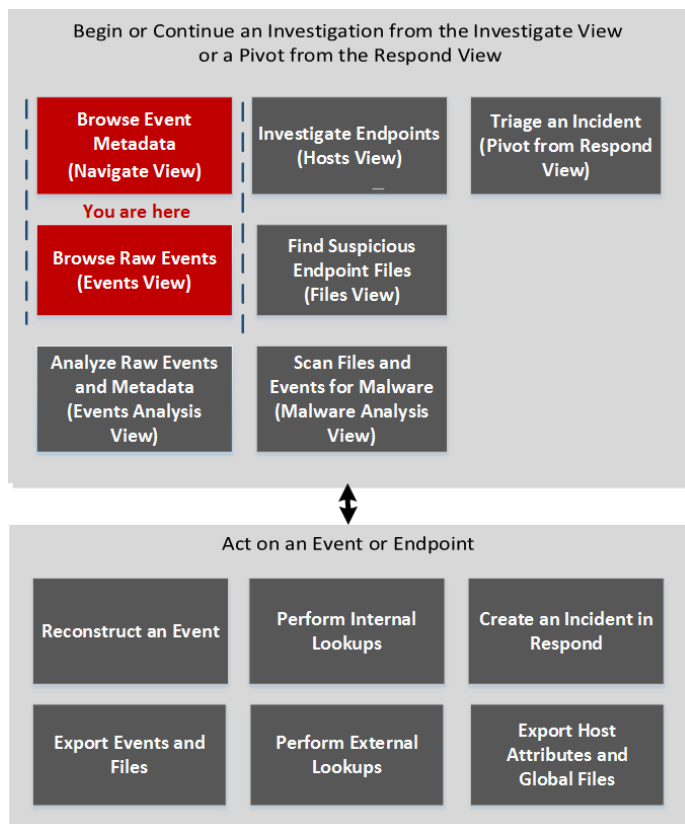 Begin or Continue an Investigation from the Investigate View
or a Pivot from the Respond View
Browse Event
Metadata
(Navigate View)
Investigate Endpoints
(Hosts View)
Triage an Incident
(Pivot from Respond
View)
You are here
Browse Raw Events
(Events View)
Find Suspicious
Endpoint Files
(Files View)
Analyze Raw Events
and Metadata
(Events Analysis
View)
Scan Files and
Events for Malware
(Malware Analysis
View)
Act on an Event or Endpoint
Reconstruct an Event
Perform Internal
Lookups
Create an Incident in
Respond
Export Events and
Files
Perform External
Lookups
Export Host
Attributes and
Global Files